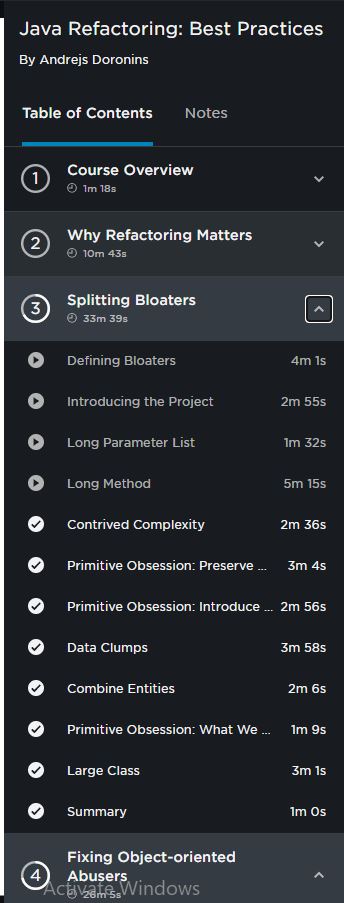 Java Refactoring: Best Practices
By Andrejs Doronins
Table of Contents Notes
1 Course Overview
1m 18s
2 Why Refactoring Matters
10m 43s
3 Splitting Bloaters
33m 39s
Defining Bloaters 4m 1s
Introducing the Project 2m 55s
Long Parameter List 1m 32s
Long Method 5m 15s
Contrived Complexity 2m 36s
Primitive Obsession: Preserve ... 3m 4s
Primitive Obsession: Introduce ... 2m 56s
Data Clumps 3m 58s
Combine Entities 2m 6s
Primitive Obsession: What We ... 1m 9s
Large Class 3m 1s
Summary 1m 0s
4 Fixing Object-oriented
Abusers
Activate Windows
26m 5s